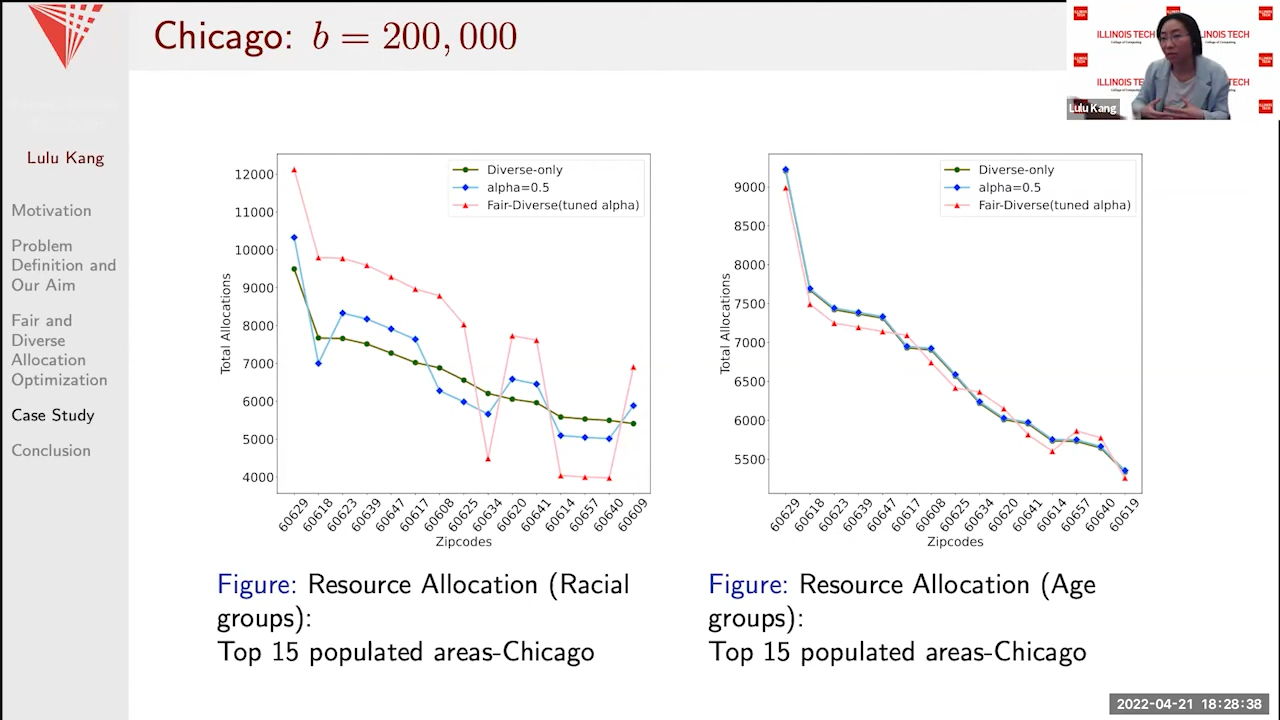 Chicago: b = 200, 000
ILLINOIS TECH
College of Computing
ILLINOIS TECH
College of Computing
ILLINOIS TECH
ILLINOIS TECH
Lulu Kang
Lulu Kang
Motivation
Problem
Definition and
Our Aim
Fair and
Diverse
Allocation
Optimization
Case Study
Conclusion
Diverse-only
alpha=0.5
Fair-Diverse(tuned alpha)
12000
11000
10000
9000
8000
7000
6000
5000
4000
Total Allocations
60629 60618 60623 60639 60647 60617 60608 60625 60634 60620 60641 60614 60657 60640 60609
Zipcodes
Figure: Resource Allocation (Racial
groups):
Top 15 populated areas-Chicago
Diverse-only
alpha=0.5
Fair-Diverse(tuned alpha)
9000
8500
8000
7500
7000
6500
6000
5500
Total Allocations
60629 60618 60623 60639 60647 60617 60608 60625 60634 60620 60641 60614 60657 60640 60619
Zipcodes
Figure: Resource Allocation (Age
groups):
Top 15 populated areas-Chicago
2022-04-21 18:28:38